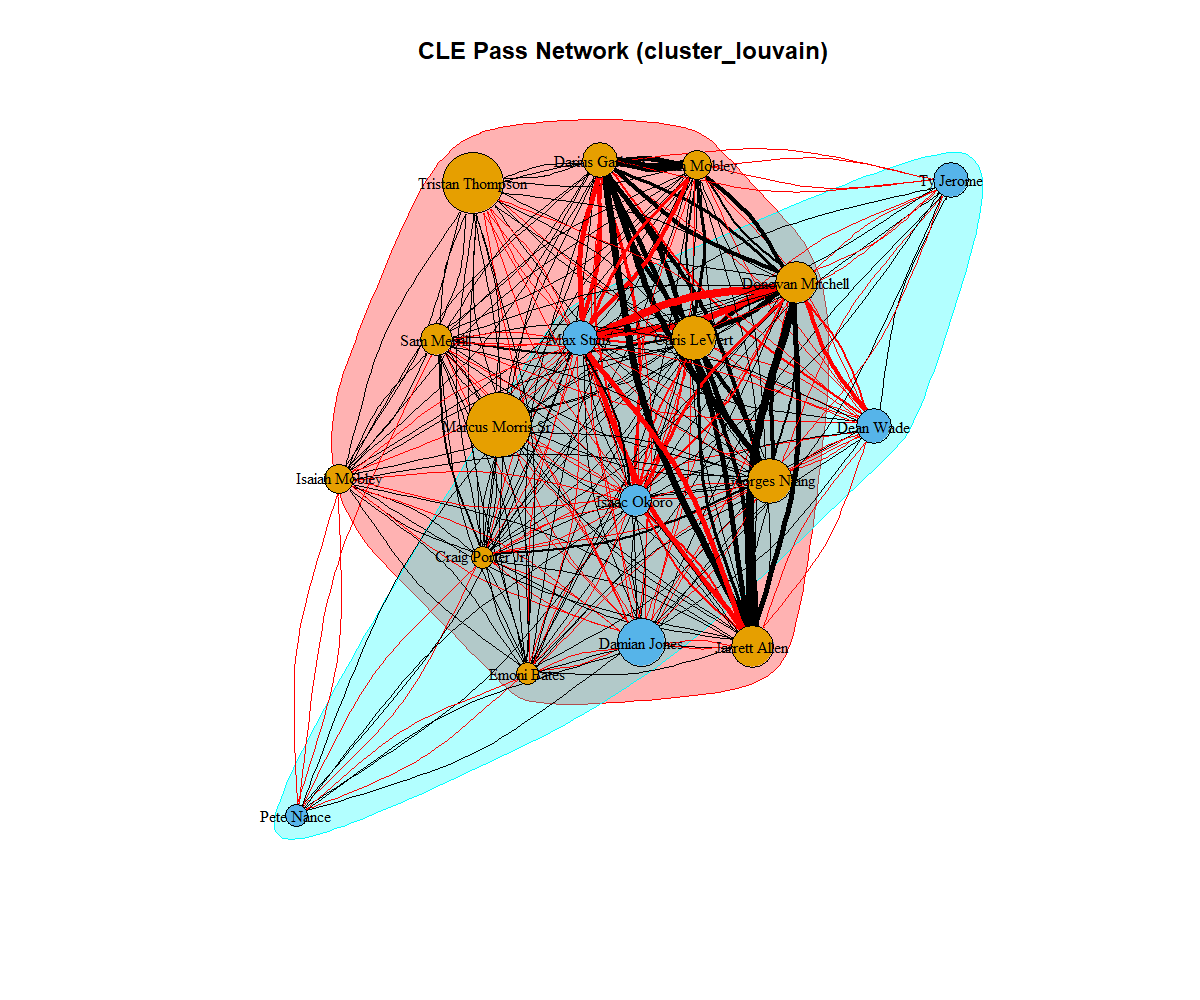 CLE Pass Network (cluster_louvain)
Tristan Thompson
Darius
Mobley
Ty Jerome
Donovan Mitchell
Sam Merrill
Max Strus
Caris LeVert
Marcus Morris Sr.
Dean Wade
Isaiah Mobley
Georges Niang
Isaac Okoro
Craig Porter Jr.
Damian Jones
Jarrett Allen
Emoni Bates
Pete Nance